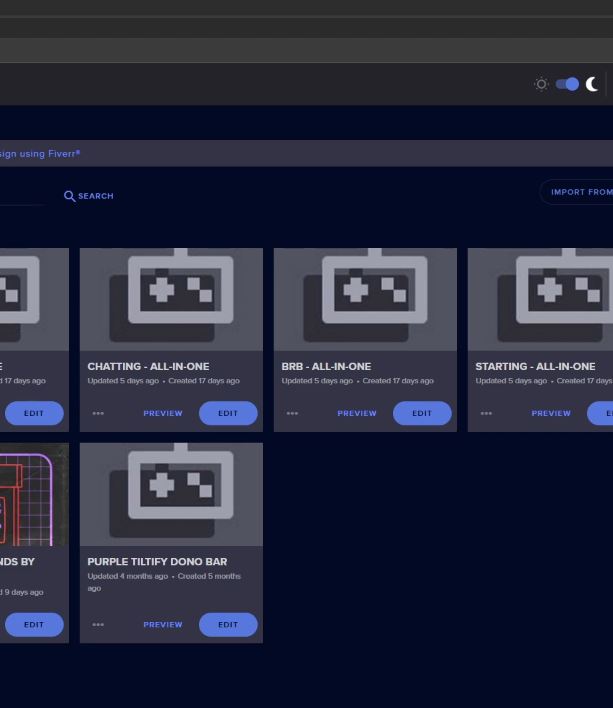 sign using Fiverr®
SEARCH
IMPORT FROM
E
CHATTING - ALL-IN-ONE
BRB - ALL-IN-ONE
STARTING - ALL-IN-ONE
d 17 days ago
Updated 5 days ago • Created 17 days ago
Updated 5 days ago • Created 17 days ago
Updated 5 days ago • Created 17 days
EDIT
••• PREVIEW EDIT
••• PREVIEW EDIT
••• PREVIEW E
NDS BY
PURPLE TILTIFY DONO BAR
Updated 4 months ago • Created 5 months
ago
d 9 days ago
EDIT
••• PREVIEW EDIT